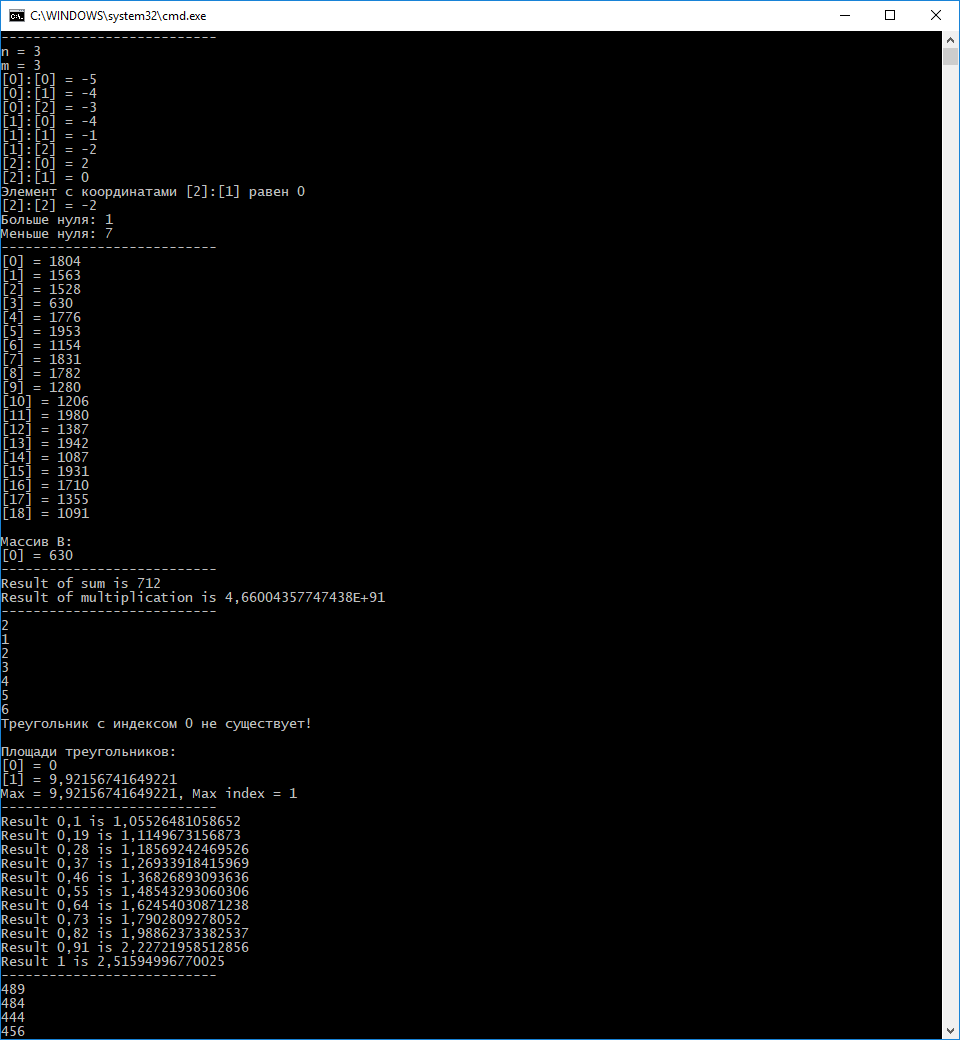 C:\WINDOWS\system32\cmd.exe
---------------------------
n = 3
m = 3
[0]:[0] = -5
[0]:[1] = -4
[0]:[2] = -3
[1]:[0] = -4
[1]:[1] = -1
[1]:[2] = -2
[2]:[0] = 2
[2]:[1] = 0
Элемент с координатами [2]:[1] равен 0
[2]:[2] = -2
Больше нуля: 1
Меньше нуля: 7
---------------------------
[0] = 1804
[1] = 1563
[2] = 1528
[3] = 630
[4] = 1776
[5] = 1953
[6] = 1154
[7] = 1831
[8] = 1782
[9] = 1280
[10] = 1206
[11] = 1980
[12] = 1387
[13] = 1942
[14] = 1087
[15] = 1931
[16] = 1710
[17] = 1355
[18] = 1091

Массив B:
[0] = 630
---------------------------
Result of sum is 712
Result of multiplication is 4,66004357747438E+91
---------------------------
2
1
2
3
4
5
6
Треугольник с индексом 0 не существует!

Площади треугольников:
[0] = 0
[1] = 9,92156741649221
Max = 9,92156741649221, Max index = 1
---------------------------
Result 0,1 is 1,05526481058652
Result 0,19 is 1,1149673156873
Result 0,28 is 1,18569242469526
Result 0,37 is 1,26933918415969
Result 0,46 is 1,36826893093636
Result 0,55 is 1,48543293060306
Result 0,64 is 1,62454030871238
Result 0,73 is 1,7902809278052
Result 0,82 is 1,98862373382537
Result 0,91 is 2,22721958512856
Result 1 is 2,51594996770025
---------------------------
489
484
444
456